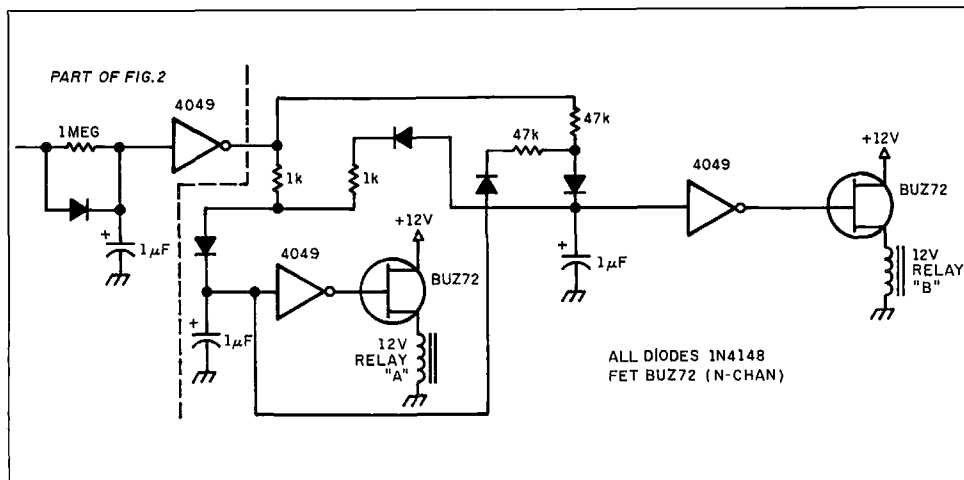 PART OF FIG.2
4049
1MEG
+
1µF
1k
1k
47k
47k
4049
+12V
BUZ72
+
1µF
12V
RELAY
"B"
+12V
4049
BUZ72
+
1µF
12V
RELAY
"A"
ALL DIODES 1N4148
FET BUZ72 (N-CHAN)